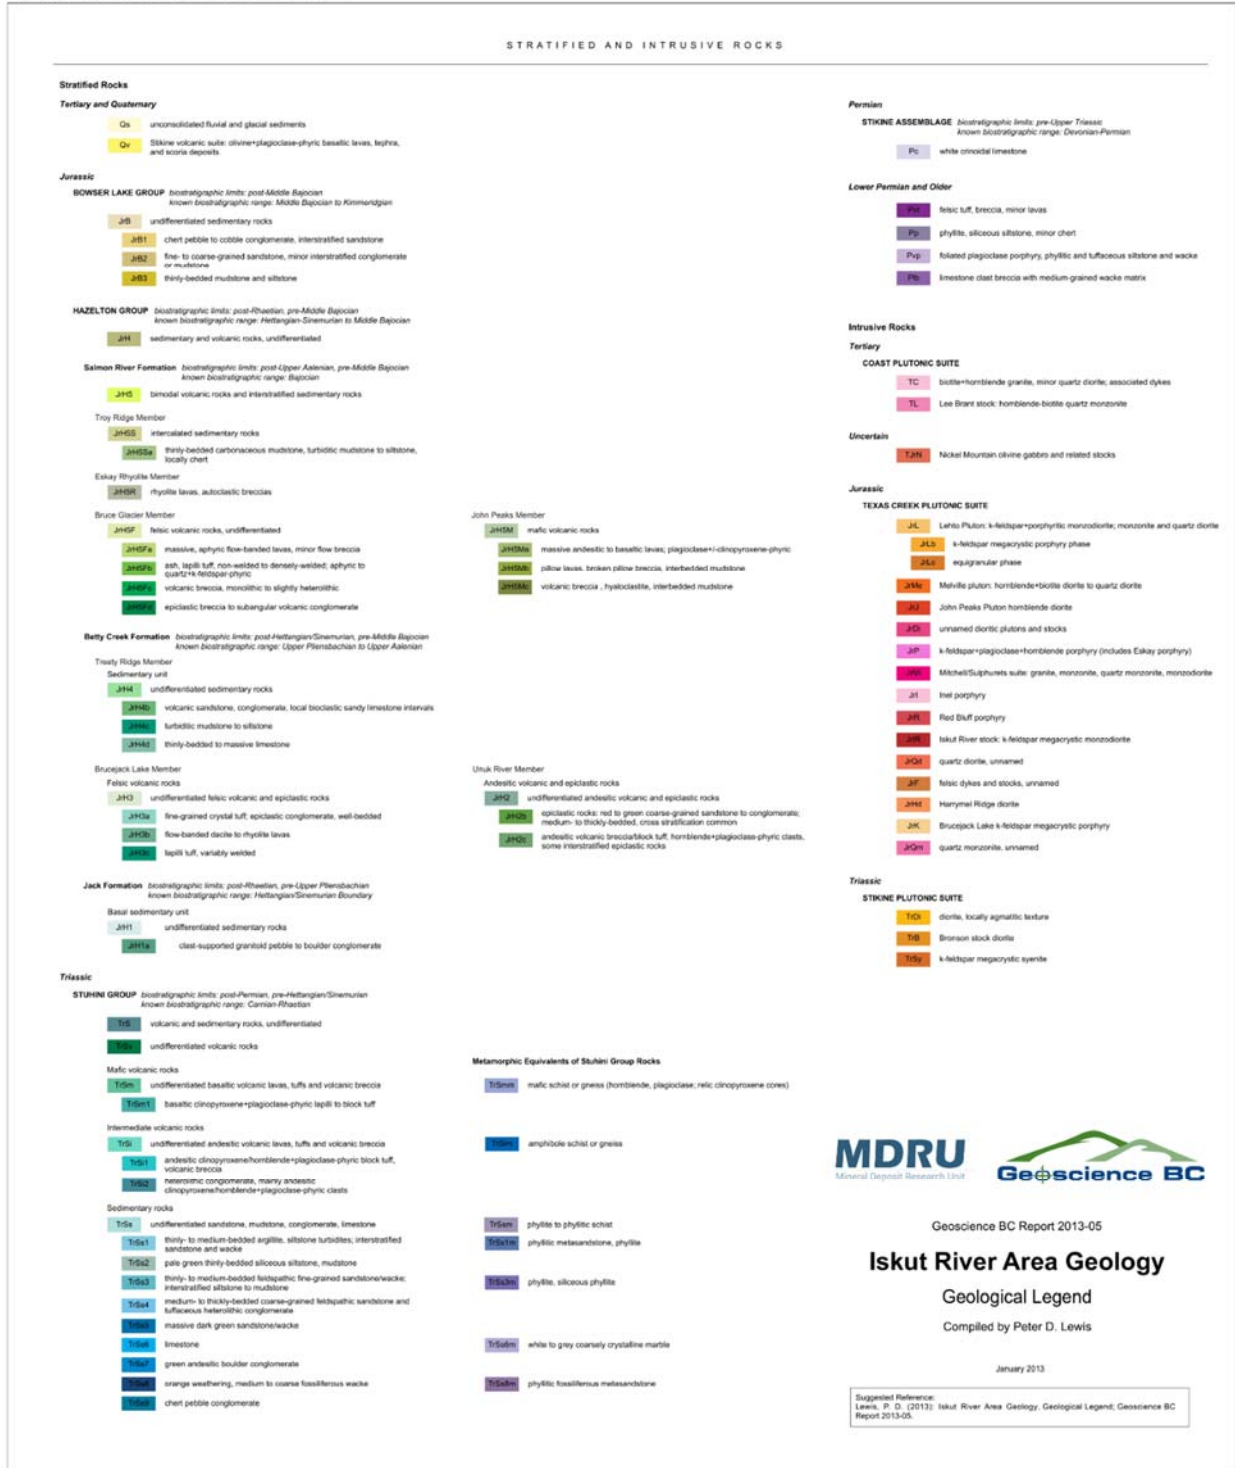 STRATIFIED AND INTRUSIVE ROCKS
Stratified Rocks
Tertiary and Quaternary
Qs unconsolidated fluvial and glacial sediments
Qv Stikine volcanic suite: olivine+plagioclase-phyric basaltic lavas, tephra,
and scoria deposits
Jurassic
BOWSER LAKE GROUP biostratigraphic limits: post-Middle Bajocian
known biostratigraphic range: Middle Bajocian to Kimmendgian
JrB undifferentiated sedimentary rocks
JrB1 chert pebble to cobble conglomerate, interstratified sandstone
JrB2 fine- to coarse-grained sandstone, minor interstratified conglomerate
or mudstone
JrB3 thinly-bedded mudstone and siltstone
HAZELTON GROUP biostratigraphic limits: post-Rhaetian, pre-Middle Bajocian
known biostratigraphic range: Hettangian-Sinemurian to Middle Bajocian
JrH sedimentary and volcanic rocks, undifferentiated
Salmon River Formation biostratigraphic limits: post-Upper Aalenian, pre-Middle Bajocian
known biostratigraphic range: Bajocian
JrH5 bimodal volcanic rocks and interstratified sedimentary rocks
Troy Ridge Member
JrH5S intercalated sedimentary rocks
JrH5Sa thinly-bedded carbonaceous mudstone, turbiditic mudstone to siltstone,
locally chert
Eskay Rhyolite Member
JrH5R rhyolite lavas, autoclastic breccias
Bruce Glacier Member
JrH5F felsic volcanic rocks, undifferentiated
JrH5Fa massive, aphyric flow-banded lavas, minor flow breccia
JrH5Fb ash, lapilli tuff, non-welded to densely-welded; aphyric to
quartz+k-feldspar-phyric
JrH5Fc volcanic breccia, monolithic to slightly heterolithic
JrH5Fd epiclastic breccia to subangular volcanic conglomerate
John Peaks Member
JrH5M mafic volcanic rocks
JrH5Ma massive andesitic to basaltic lavas; plagioclase+/-clinopyroxene-phyric
JrH5Mb pillow lavas, broken pillow breccia, interbedded mudstone
JrH5Mc volcanic breccia , hyaloclastite, interbedded mudstone
Betty Creek Formation biostratigraphic limits: post-Hettangian/Sinemurian, pre-Middle Bajocian
known biostratigraphic range: Upper Pliensbachian to Upper Aalenian
Treaty Ridge Member
Sedimentary unit
JrH4 undifferentiated sedimentary rocks
JrH4b volcanic sandstone, conglomerate, local bioclastic sandy limestone intervals
JrH4c turbiditic mudstone to siltstone
JrH4d thinly-bedded to massive limestone
Brucejack Lake Member
Felsic volcanic rocks
JrH3 undifferentiated felsic volcanic and epiclastic rocks
JrH3a fine-grained crystal tuff; epiclastic conglomerate, well-bedded
JrH3b flow-banded dacite to rhyolite lavas
JrH3c lapilli tuff, variably welded
Unuk River Member
Andesitic volcanic and epiclastic rocks
JrH2 undifferentiated andesitic volcanic and epiclastic rocks
JrH2b epiclastic rocks: red to green coarse-grained sandstone to conglomerate;
medium- to thickly-bedded, cross stratification common
JrH2c andesitic volcanic breccia/block tuff, hornblende+plagioclase-phyric clasts,
some interstratified epiclastic rocks
Jack Formation biostratigraphic limits: post-Rhaetian, pre-Upper Pliensbachian
known biostratigraphic range: Hettangian/Sinemurian Boundary
Basal sedimentary unit
JrH1 undifferentiated sedimentary rocks
JrH1a clast-supported granitoid pebble to boulder conglomerate
Triassic
STUHINI GROUP biostratigraphic limits: post-Permian, pre-Hettangian/Sinemurian
known biostratigraphic range: Carnian-Rhaetian
TrS volcanic and sedimentary rocks, undifferentiated
TrSv undifferentiated volcanic rocks
Mafic volcanic rocks
TrSm undifferentiated basaltic volcanic lavas, tuffs and volcanic breccia
TrSm1 basaltic clinopyroxene+plagioclase-phyric lapilli to block tuff
Intermediate volcanic rocks
TrSi undifferentiated andesitic volcanic lavas, tuffs and volcanic breccia
TrSi1 andesitic clinopyroxene/hornblende+plagioclase-phyric block tuff,
volcanic breccia
TrSi2 heterolithic conglomerate, mainly andesitic
clinopyroxene/hornblende+plagioclase-phyric clasts
Sedimentary rocks
TrSs undifferentiated sandstone, mudstone, conglomerate, limestone
TrSs1 thinly- to medium-bedded argillite, siltstone turbidites; interstratified
sandstone and wacke
TrSs2 pale green thinly-bedded siliceous siltstone, mudstone
TrSs3 thinly- to medium-bedded feldspathic fine-grained sandstone/wacke;
interstratified siltstone to mudstone
TrSs4 medium- to thickly-bedded coarse-grained feldspathic sandstone and
tuffaceous heterolithic conglomerate
TrSs5 massive dark green sandstone/wacke
TrSs6 limestone
TrSs7 green andesitic boulder conglomerate
TrSs8 orange weathering, medium to coarse fossiliferous wacke
TrSs9 chert pebble conglomerate
Metamorphic Equivalents of Stuhini Group Rocks
TrSmm mafic schist or gneiss (hornblende, plagioclase; relic clinopyroxene cores)
TrSim amphibole schist or gneiss
TrSsm phyllite to phyllitic schist
TrSs1m phyllitic metasandstone, phyllite
TrSs3m phyllite, siliceous phyllite
TrSs6m white to grey coarsely crystalline marble
TrSs8m phyllitic fossiliferous metasandstone
Permian
STIKINE ASSEMBLAGE biostratigraphic limits: pre-Upper Triassic
known biostratigraphic range: Devonian-Permian
Pc white crinoidal limestone
Lower Permian and Older
felsic tuff, breccia, minor lavas
Pp phyllite, siliceous siltstone, minor chert
Pvp foliated plagioclase porphyry, phyllitic and tuffaceous siltstone and wacke
Pb limestone clast breccia with medium-grained wacke matrix
Intrusive Rocks
Tertiary
COAST PLUTONIC SUITE
TC biotite+hornblende granite, minor quartz diorite; associated dykes
TL Lee Brant stock: hornblende-biotite quartz monzonite
Uncertain
TJrN Nickel Mountain olivine gabbro and related stocks
Jurassic
TEXAS CREEK PLUTONIC SUITE
JrL Lehto Pluton: k-feldspar+porphyritic monzodiorite; monzonite and quartz diorite
JrLb k-feldspar megacrystic porphyry phase
JrLc equigranular phase
JrMe Melville pluton: hornblende+biotite diorite to quartz diorite
JrJ John Peaks Pluton hornblende diorite
JrDi unnamed dioritic plutons and stocks
JrP k-feldspar+plagioclase+hornblende porphyry (includes Eskay porphyry)
Mitchell/Sulphurets suite: granite, monzonite, quartz monzonite, monzodiorite
JrI Inel porphyry
JrR Red Bluff porphyry
JrIR Iskut River stock: k-feldspar megacrystic monzodiorite
JrQd quartz diorite, unnamed
JrF felsic dykes and stocks, unnamed
JrHd Harrymel Ridge diorite
JrK Brucejack Lake k-feldspar megacrystic porphyry
JrQm quartz monzonite, unnamed
Triassic
STIKINE PLUTONIC SUITE
TrDi diorite, locally agmatitic texture
TrB Bronson stock diorite
TrSy k-feldspar megacrystic syenite
MDRU
Mineral Deposit Research Unit
Geoscience BC
Geoscience BC Report 2013-05
Iskut River Area Geology
Geological Legend
Compiled by Peter D. Lewis
January 2013
Suggested Reference:
Lewis, P. D. (2013): Iskut River Area Geology, Geological Legend; Geoscience BC
Report 2013-05.